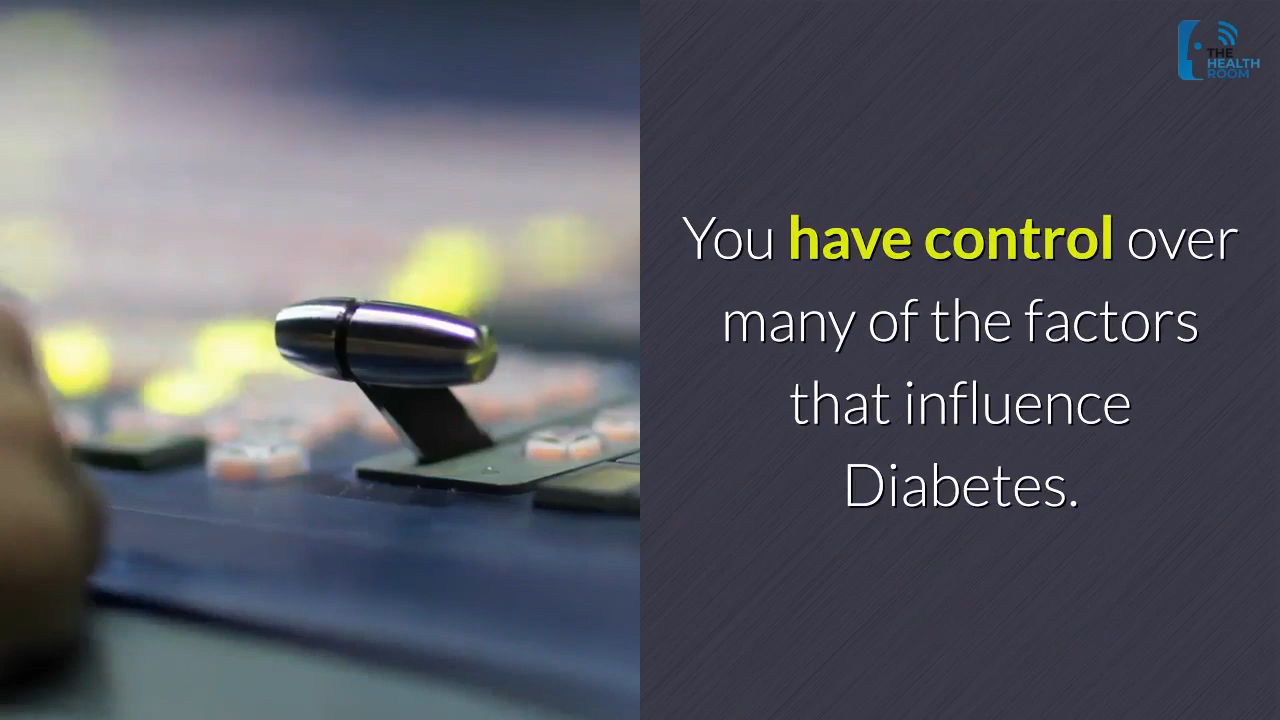 THE
HEALTH
ROOM
You have control over
many of the factors
that influence
Diabetes.